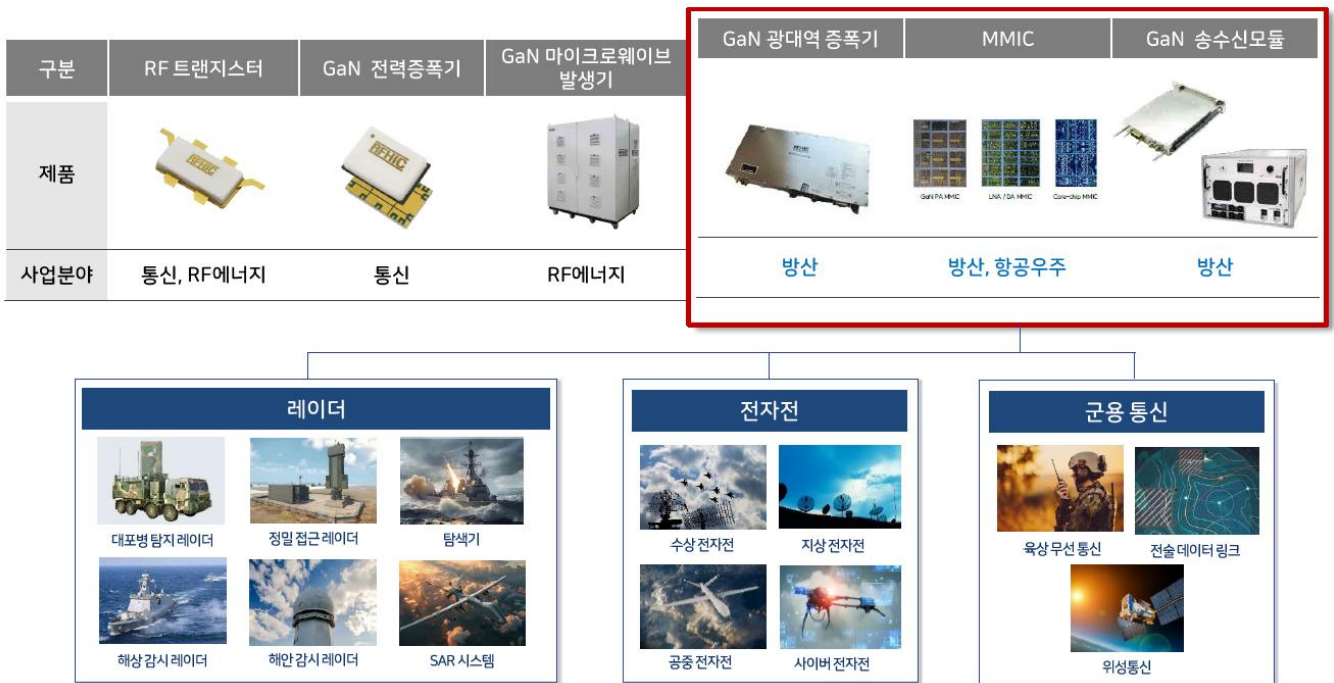 구분
RF 트랜지스터
GaN 전력증폭기
GaN 마이크로웨이브
발생기
GaN 광대역 증폭기
MMIC
GaN 송수신모듈
제품
RFHIC
RFHIC
RFHIC
GaN PA MMIC
LNA / DA MMIC
Core-chip MMIC
사업분야
통신, RF에너지
통신
RF에너지
방산
방산, 항공우주
방산
레이더
대포병 탐지 레이더
정밀 접근 레이더
탐색기
해상 감시 레이더
해안 감시 레이더
SAR 시스템
전자전
수상 전자전
지상 전자전
공중 전자전
사이버 전자전
군용 통신
육상 무선 통신
전술 데이터 링크
위성통신